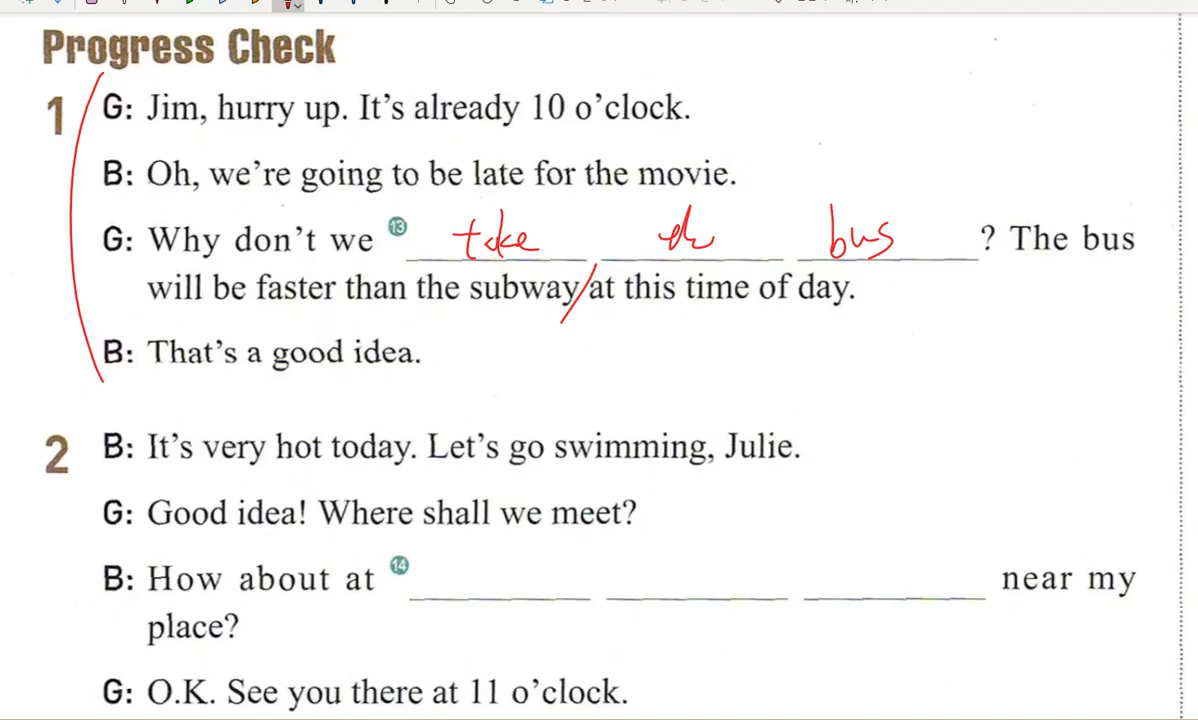 Progress Check
1 G: Jim, hurry up. It's already 10 o'clock.
B: Oh, we're going to be late for the movie.
G: Why don't we ⑬ take the bus ? The bus
will be faster than the subway/at this time of day.
B: That's a good idea.
2 B: It's very hot today. Let's go swimming, Julie.
G: Good idea! Where shall we meet?
B: How about at ⑭ ______ ______ ______ near my
place?
G: O.K. See you there at 11 o'clock.